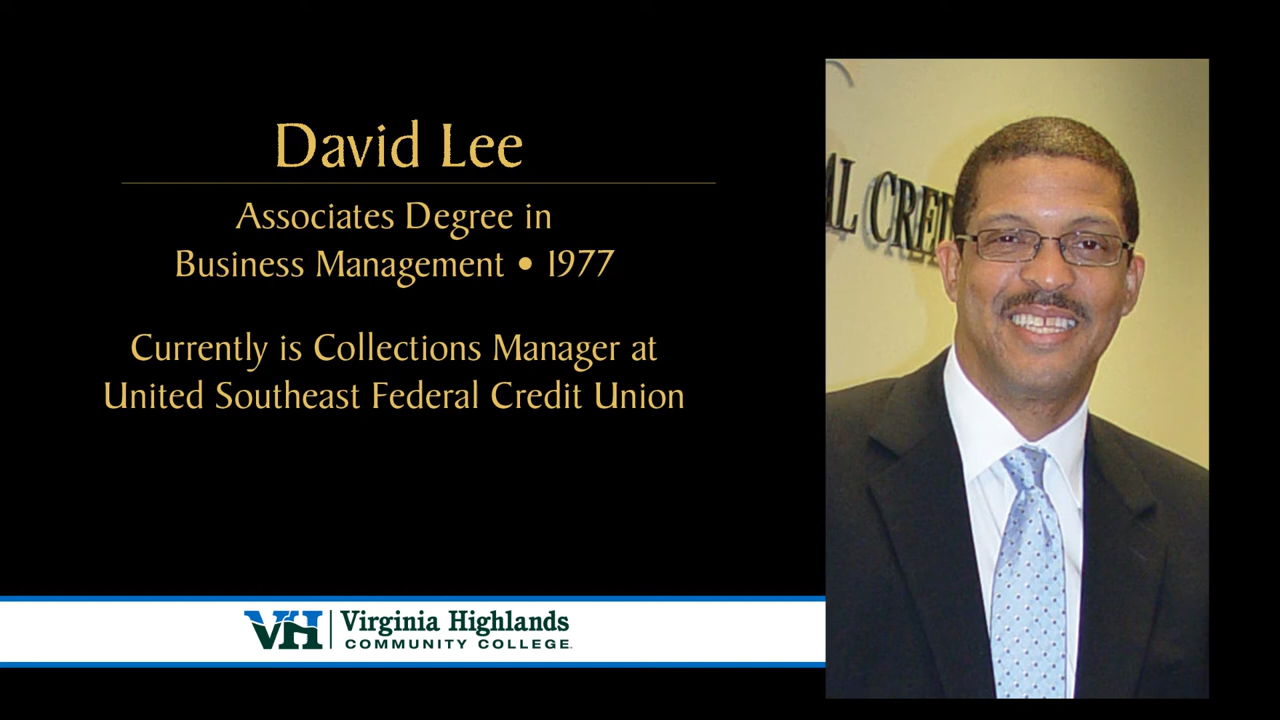 David Lee
Associates Degree in
Business Management • 1977
Currently is Collections Manager at
United Southeast Federal Credit Union
VH Virginia Highlands
COMMUNITY COLLEGE